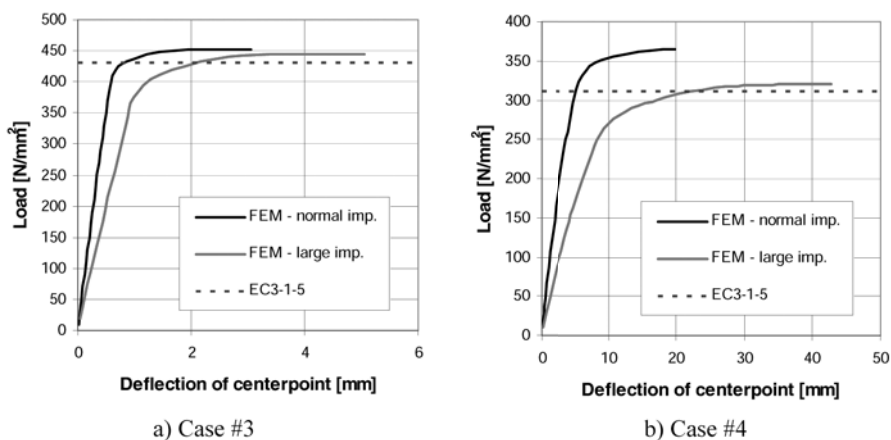 500
450
400
350
300
250
200
150
100
50
0
Load [N/mm²]
FEM - normal imp.
FEM - large imp.
EC3-1-5
0 2 4 6
Deflection of centerpoint [mm]
a) Case #3
400
350
300
250
200
150
100
50
0
Load [N/mm²]
FEM - normal imp.
FEM - large imp.
EC3-1-5
0 10 20 30 40 50
Deflection of centerpoint [mm]
b) Case #4